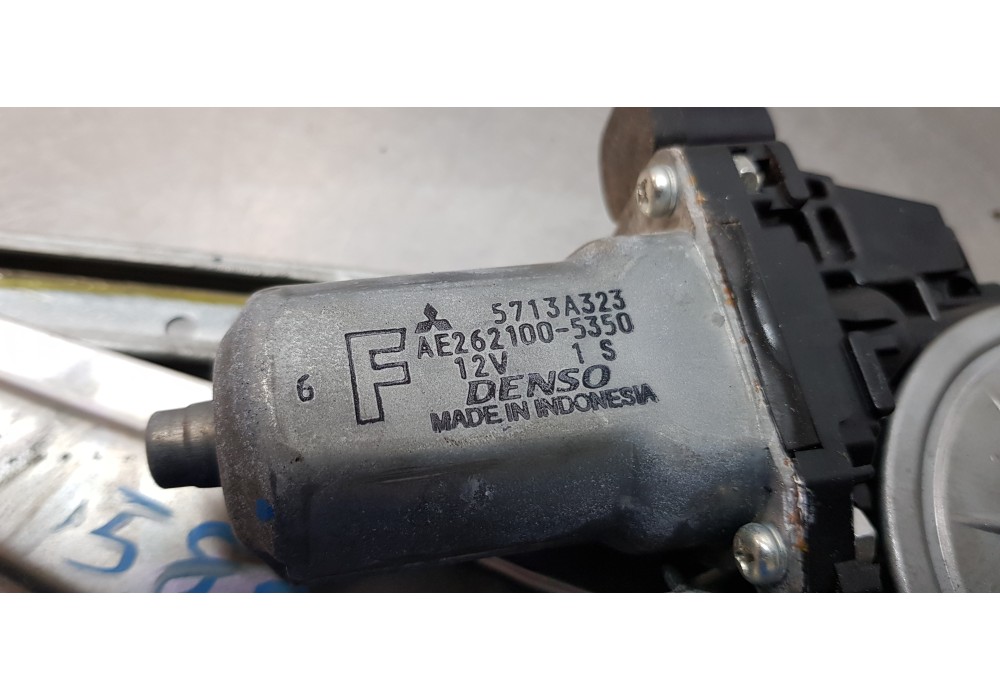 5713A323
AE262100-5350
12V 1 S
DENSO
MADE IN INDONESIA
F
6